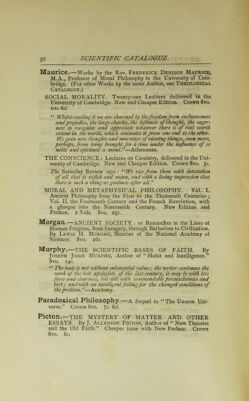 32 SCIENTIFIC CATALOGUE.
Maurice.—Works by the Rev. FREDERICK DENISON MAURICE,
M.A., Professor of Moral Philosophy in the University of Cam-
bridge. (For other Works by the same Author, see THEOLOGICAL
CATALOGUE.)
SOCIAL MORALITY. Twenty-one Lectures delivered in the
University of Cambridge. New and Cheaper Edition. Crown 8vo.
10s. 6d.
"Whilst reading it we are charmed by the freedom from exclusiveness
and prejudice, the large charity, the loftiness of thought, the eager-
ness to recognise and appreciate whatever there is of real worth
extant in the world, which animates it from one end to the other.
We gain new thoughts and new ways of viewing things, even more,
perhaps, from being brought for a time under the influence of so
noble and spiritual a mind."—Athenæum.
THE CONSCIENCE: Lectures on Casuistry, delivered in the Uni-
versity of Cambridge. New and Cheaper Edition. Crown 8vo. 5s.
The Saturday Review says: "We rise from them with detestation
of all that is selfish and mean, and with a living impression that
there is such a thing as goodness after all."
MORAL AND METAPHYSICAL PHILOSOPHY. Vol. I.
Ancient Philosophy from the First to the Thirteenth Centuries;
Vol. II. the Fourteenth Century and the French Revolution, with
a glimpse into the Nineteenth Century. New Edition and
Preface. 2 Vols. 8vo. 25s.
Morgan.—ANCIENT SOCIETY: or Researches in the Lines of
Human Progress, from Savagery, through Barbarism to Civilisation.
By LEWIS H. MORGAN, Member of the National Academy of
Sciences. 8vo. 16s.
Murphy.—THE SCIENTIFIC BASES OF FAITH. By
JOSEPH JOHN MURPHY, Author of "Habit and Intelligence."
8vo. 14s.
"The book is not without substantial value; the writer continues the
work of the best apologists of the last century, it may be with less
force and clearness, but still with commendable persuasiveness and
tact; and with an intelligent feeling for the changed conditions of
the problem."—Academy.
Paradoxical Philosophy.—A Sequel to "The Unseen Uni-
verse." Crown 8vo. 7s. 6d.
Picton.—THE MYSTERY OF MATTER AND OTHER
ESSAYS. By J. ALLANSON PICTON, Author of "New Theories
and the Old Faith." Cheaper issue with New Preface. Crown
8vo. 6s.